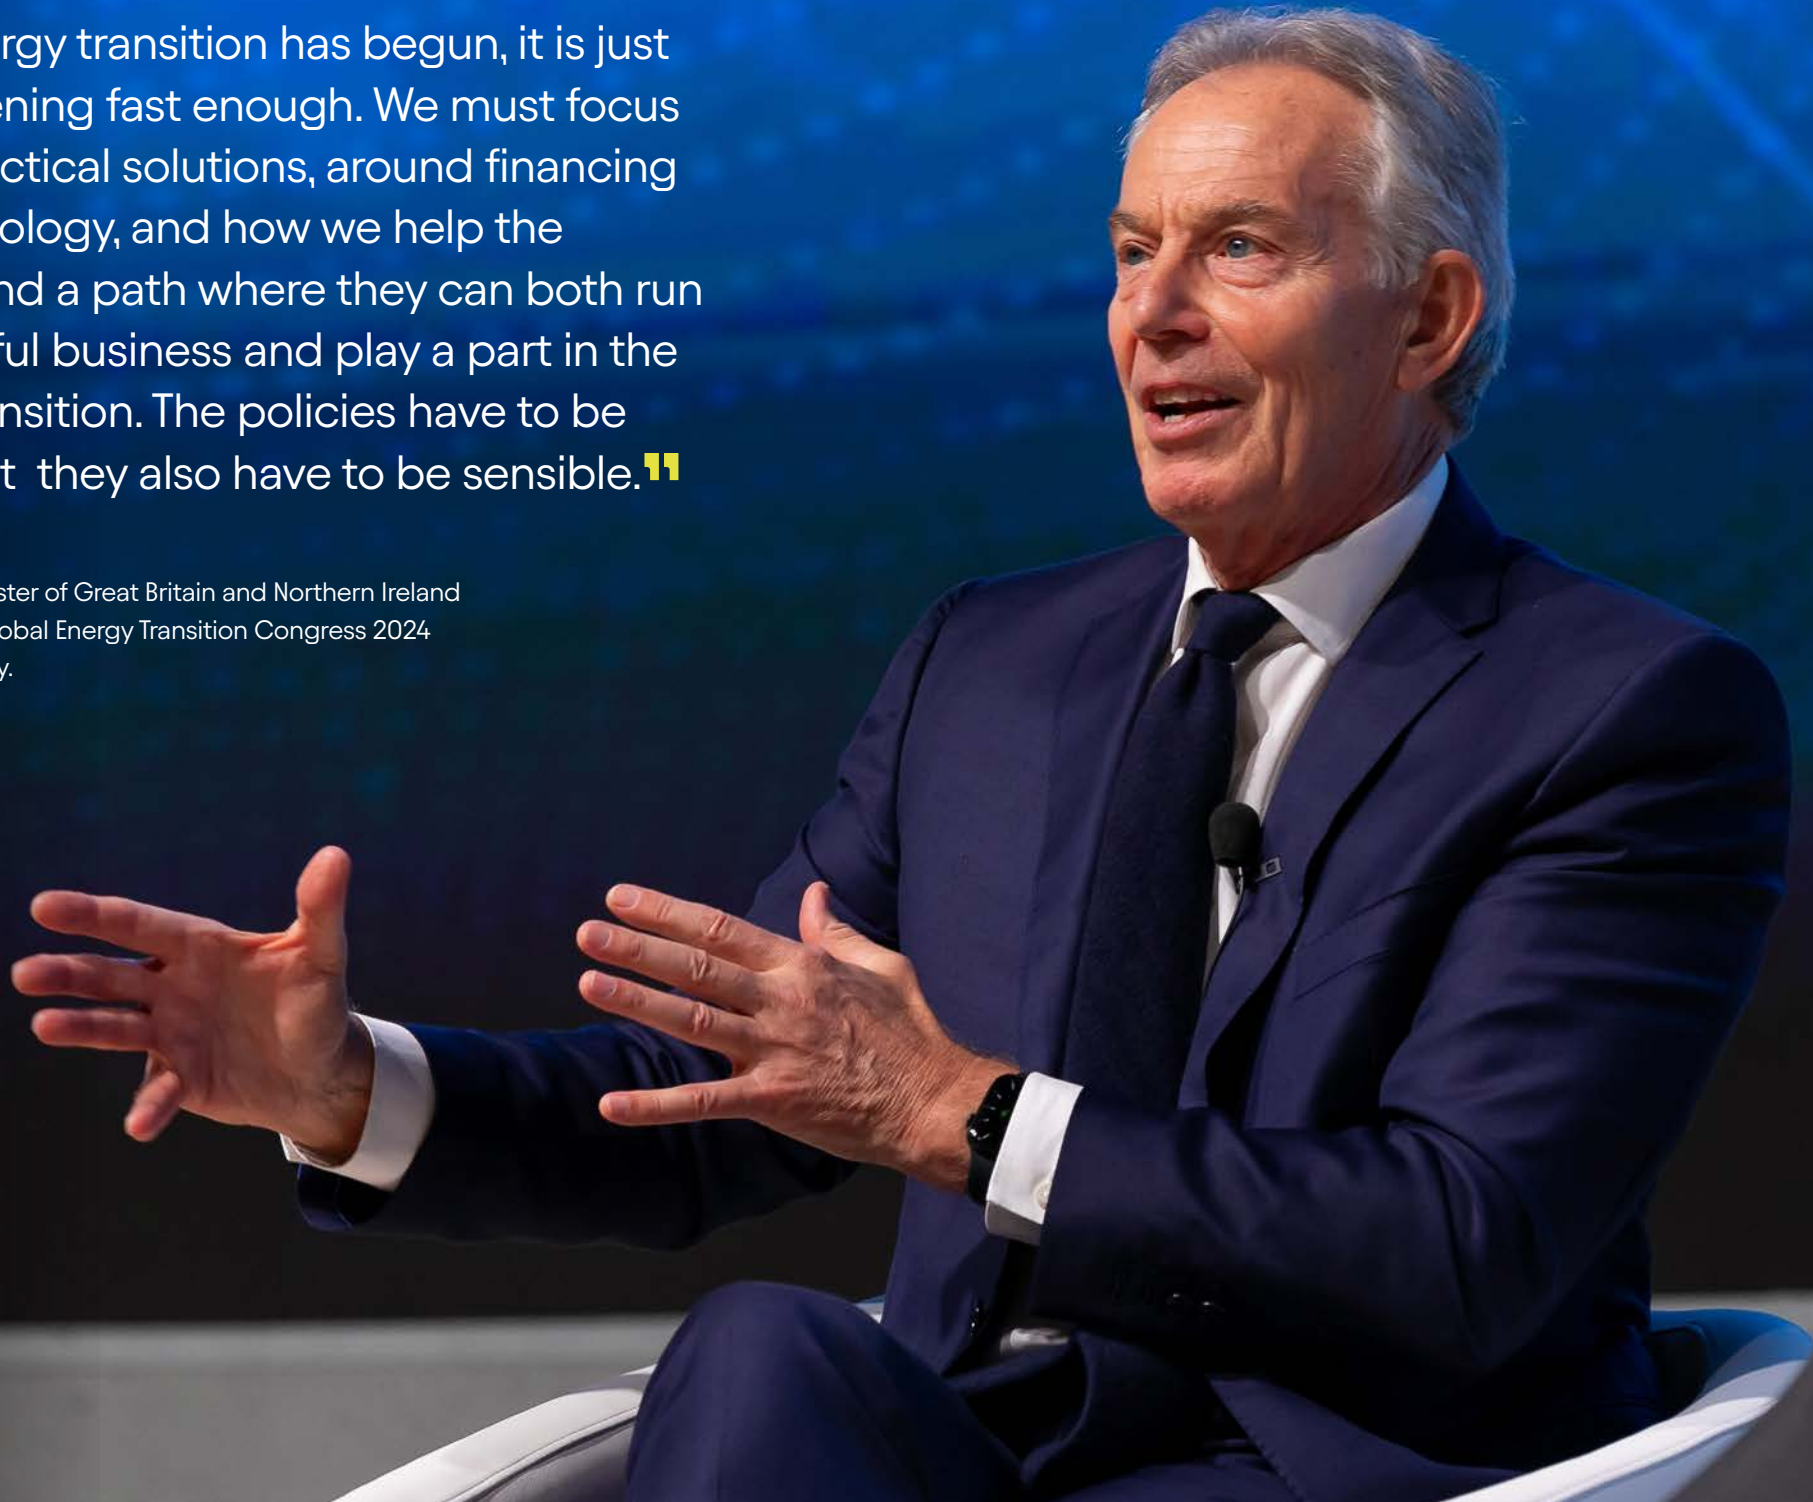 rgy transition has begun, it is just
ening fast enough. We must focus
ctical solutions, around financing
ology, and how we help the
nd a path where they can both run
ful business and play a part in the
nsition. The policies have to be
t they also have to be sensible."
ster of Great Britain and Northern Ireland
obal Energy Transition Congress 2024
y.